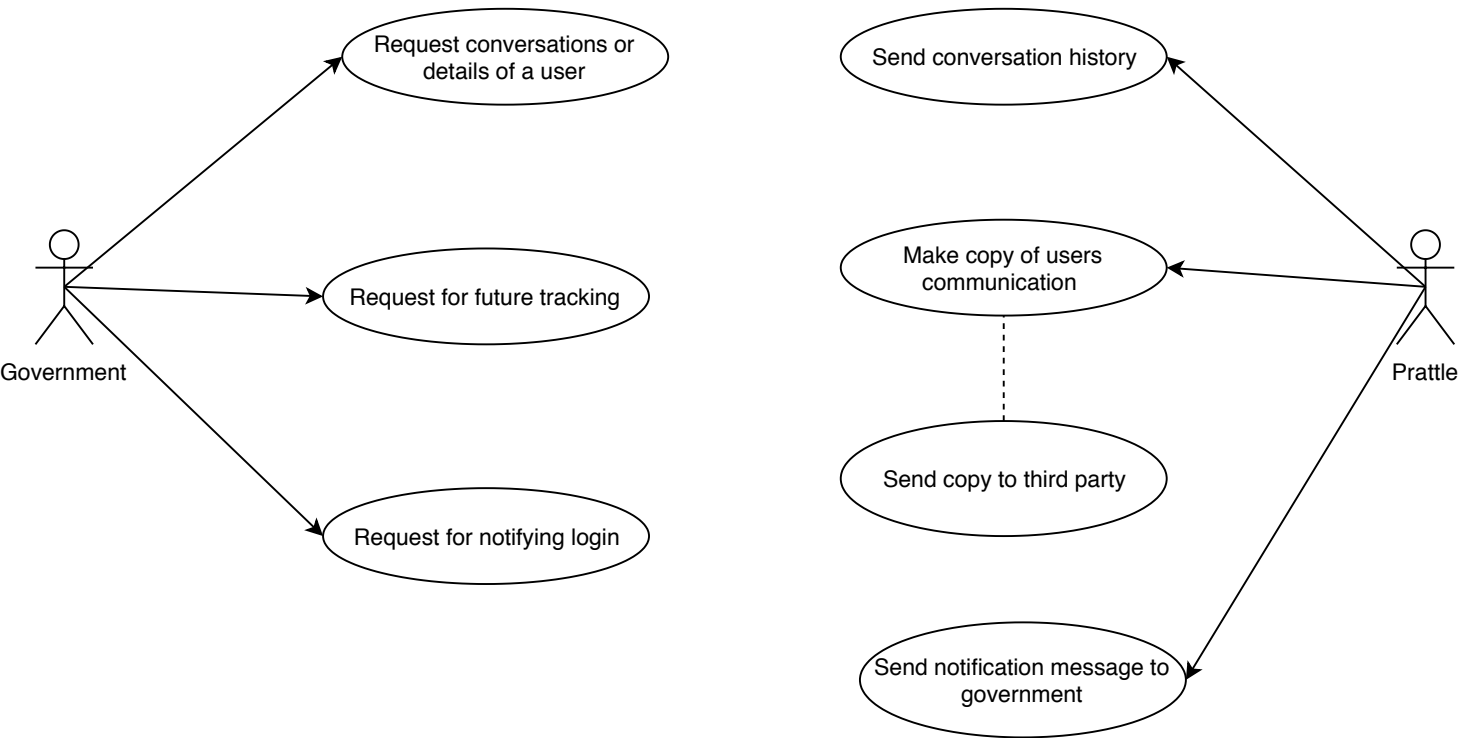 Request conversations or
details of a user
Send conversation history
Make copy of users
communication
Request for future tracking
Government
Prattle
Send copy to third party
Request for notifying login
Send notification message to
government